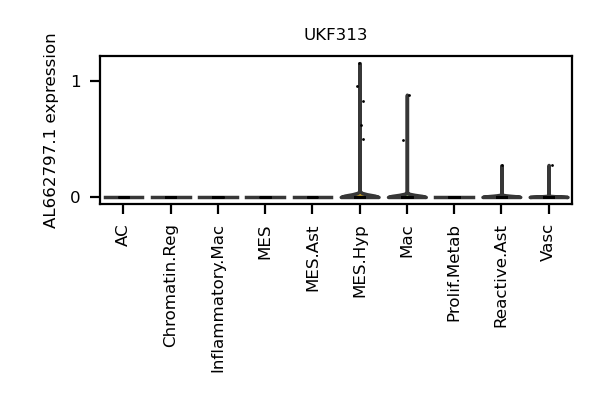 UKF313
AL662797.1 expression
1
0
AC
Chromatin.Reg
Inflammatory.Mac
MES
MES.Ast
MES.Hyp
Mac
Prolif.Metab
Reactive.Ast
Vasc